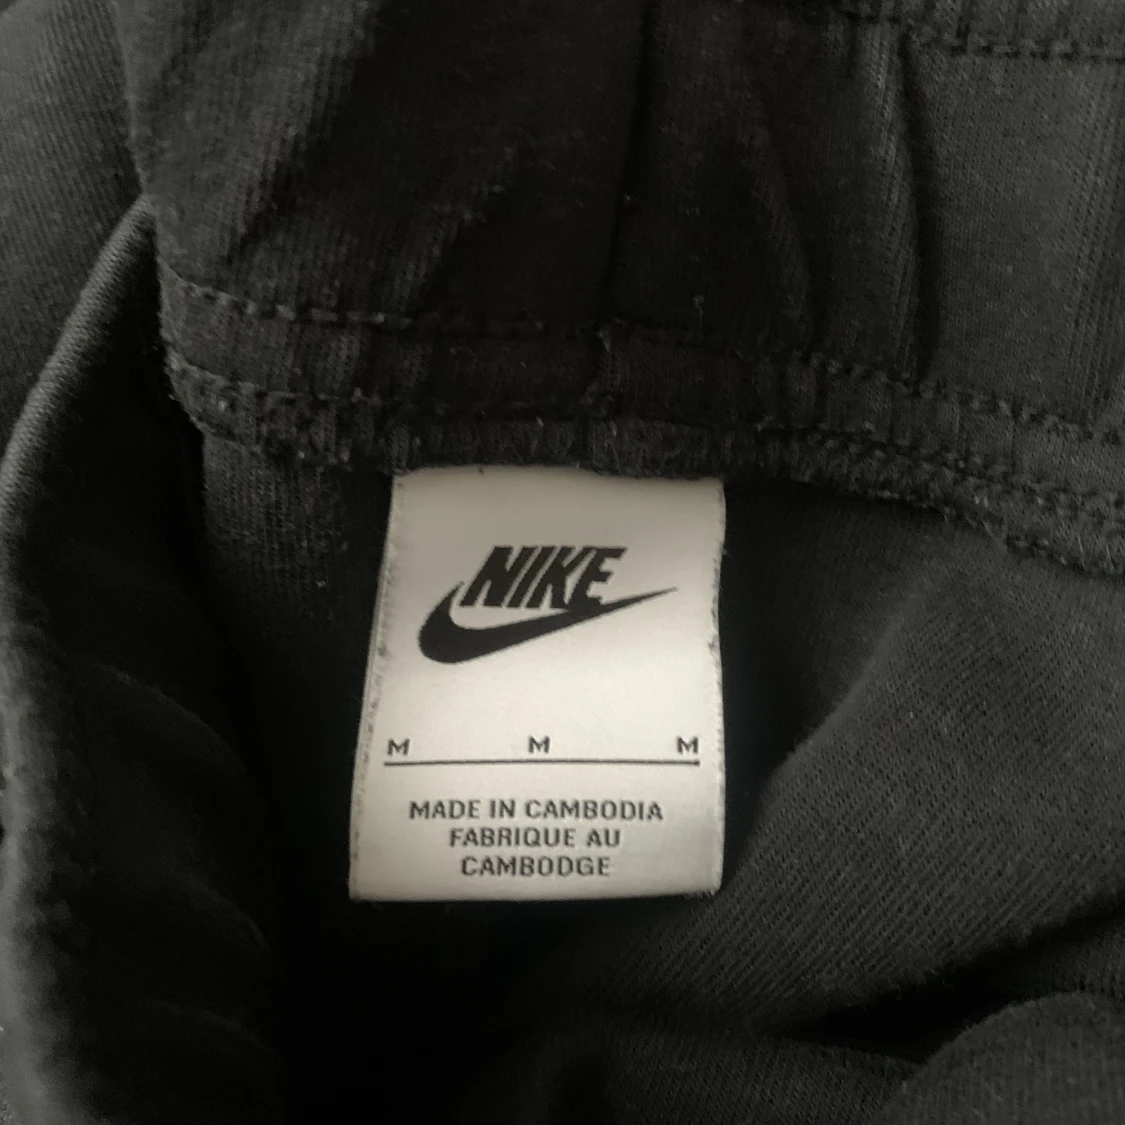 NIKE
M M M
MADE IN CAMBODIA
FABRIQUE AU
CAMBODGE